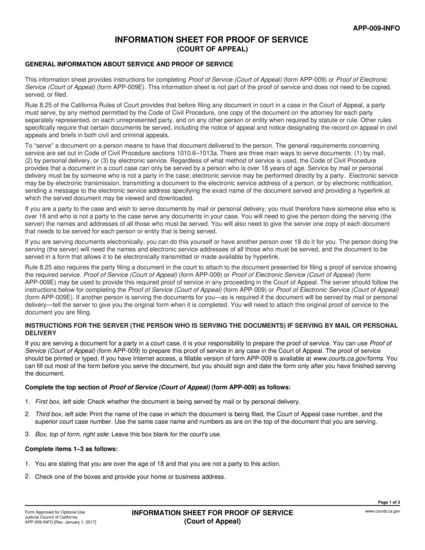 APP-009-INFO
INFORMATION SHEET FOR PROOF OF SERVICE
(COURT OF APPEAL)
GENERAL INFORMATION ABOUT SERVICE AND PROOF OF SERVICE
This information sheet provides instructions for completing Proof of Service (Court of Appeal) (form APP-009) or Proof of Electronic
Service (Court of Appeal) (form APP-009E). This information sheet is not part of the proof of service and does not need to be copied,
served, or filed.
Rule 8.25 of the California Rules of Court provides that before filing any document in court in a case in the Court of Appeal, a party
must serve, by any method permitted by the Code of Civil Procedure, one copy of the document on the attorney for each party
separately represented, on each unrepresented party, and on any other person or entity when required by statute or rule. Other rules
specifically require that certain documents be served, including the notice of appeal and notice designating the record on appeal in civil
appeals and briefs in both civil and criminal appeals.
To “serve” a document on a person means to have that document delivered to the person. The general requirements concerning
service are set out in Code of Civil Procedure sections 1010.6–1013a. There are three main ways to serve documents: (1) by mail,
(2) by personal delivery, or (3) by electronic service. Regardless of what method of service is used, the Code of Civil Procedure
provides that a document in a court case can only be served by a person who is over 18 years of age. Service by mail or personal
delivery must be by someone who is not a party in the case; electronic service may be performed directly by a party. Electronic service
may be by electronic transmission, transmitting a document to the electronic service address of a person, or by electronic notification,
sending a message to the electronic service address specifying the exact name of the document served and providing a hyperlink at
which the served document may be viewed and downloaded.
If you are a party to the case and wish to serve documents by mail or personal delivery, you must therefore have someone else who is
over 18 and who is not a party to the case serve any documents in your case. You will need to give the person doing the serving (the
server) the names and addresses of all those who must be served. You will also need to give the server one copy of each document
that needs to be served for each person or entity that is being served.
If you are serving documents electronically, you can do this yourself or have another person over 18 do it for you. The person doing the
serving (the server) will need the names and electronic service addresses of all those who must be served, and the document to be
served in a form that allows it to be electronically transmitted or made available by hyperlink.
Rule 8.25 also requires the party filing a document in the court to attach to the document presented for filing a proof of service showing
the required service. Proof of Service (Court of Appeal) (form APP-009) or Proof of Electronic Service (Court of Appeal) (form
APP-009E) may be used to provide this required proof of service in any proceeding in the Court of Appeal. The server should follow the
instructions below for completing the Proof of Service (Court of Appeal) (form APP-009) or Proof of Electronic Service (Court of Appeal)
(form APP-009E). If another person is serving the documents for you—as is required if the document will be served by mail or personal
delivery—tell the server to give you the original form when it is completed. You will need to attach this original proof of service to the
document you are filing.
INSTRUCTIONS FOR THE SERVER (THE PERSON WHO IS SERVING THE DOCUMENTS) IF SERVING BY MAIL OR PERSONAL
DELIVERY
If you are serving a document for a party in a court case, it is your responsibility to prepare the proof of service. You can use Proof of
Service (Court of Appeal) (form APP-009) to prepare this proof of service in any case in the Court of Appeal. The proof of service
should be printed or typed. If you have Internet access, a fillable version of form APP-009 is available at www.courts.ca.gov/forms. You
can fill out most of the form before you serve the document, but you should sign and date the form only after you have finished serving
the document.
Complete the top section of Proof of Service (Court of Appeal) (form APP-009) as follows:
1. First box, left side: Check whether the document is being served by mail or by personal delivery.
2. Third box, left side: Print the name of the case in which the document is being filed, the Court of Appeal case number, and the
superior court case number. Use the same case name and numbers as are on the top of the document that you are serving.
3. Box, top of form, right side: Leave this box blank for the court's use.
Complete items 1–3 as follows:
1. You are stating that you are over the age of 18 and that you are not a party to this action.
2. Check one of the boxes and provide your home or business address.
Page 1 of 3
Form Approved for Optional Use
Judicial Council of California
APP-009-INFO [Rev. January 1, 2017]
INFORMATION SHEET FOR PROOF OF SERVICE
(Court of Appeal)
www.courts.ca.gov